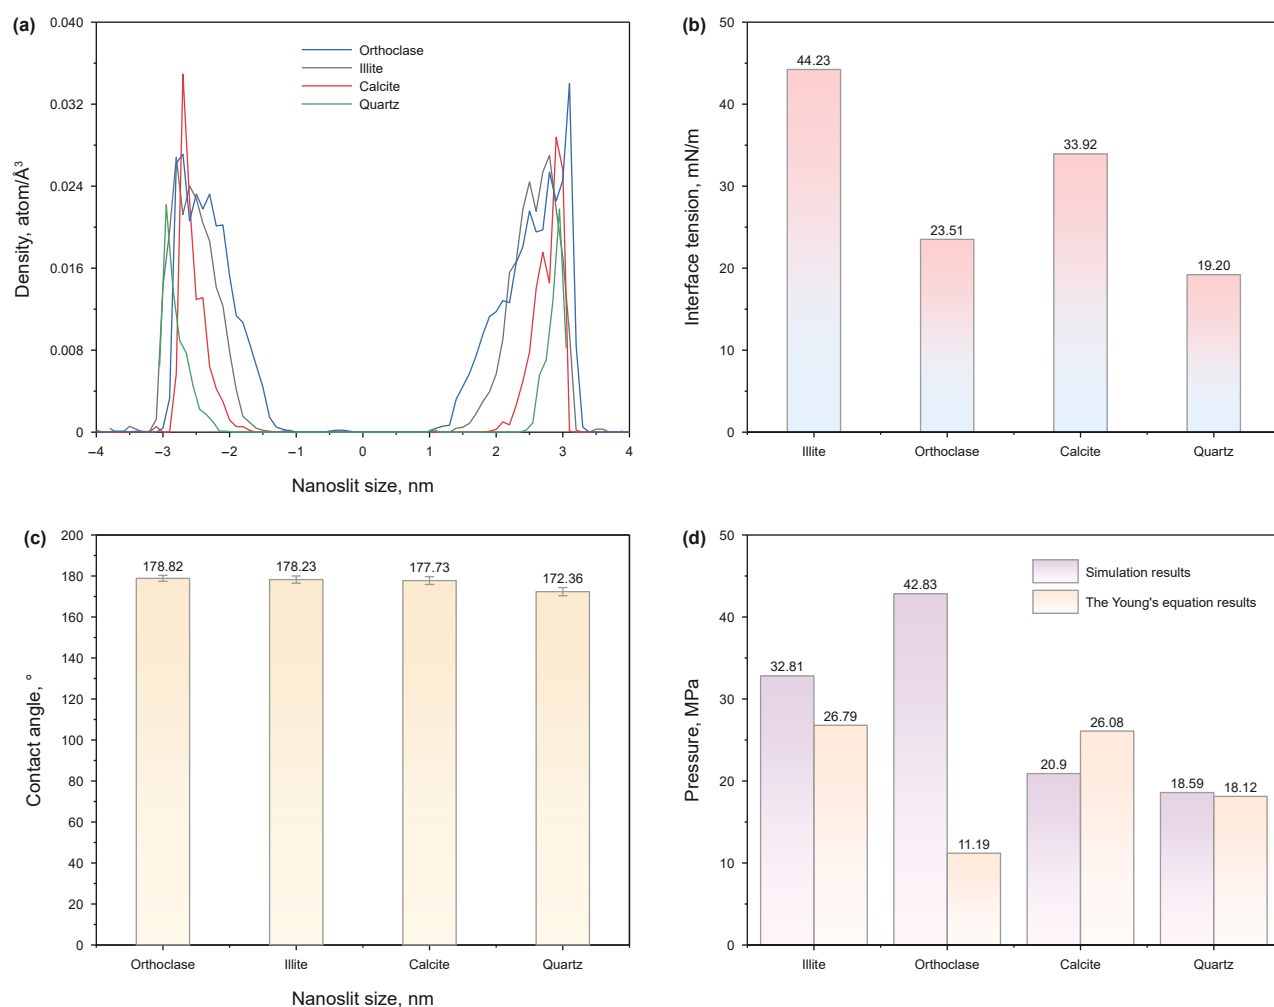 (a)
0.040
0.032
0.024
0.016
0.008
0
Density, atom/Å³
Orthoclase
Illite
Calcite
Quartz
–4 –3 –2 –1 0 1 2 3 4
Nanoslit size, nm
(b)
50
40
30
20
10
0
Interface tension, mN/m
44.23
23.51
33.92
19.20
Illite Orthoclase Calcite Quartz
(c)
200
180
160
140
120
100
80
60
40
20
0
Contact angle, °
178.82 178.23 177.73 172.36
Orthoclase Illite Calcite Quartz
Nanoslit size, nm
(d)
50
40
30
20
10
0
Pressure, MPa
Simulation results
The Young's equation results
32.81
26.79
42.83
11.19
20.9
26.08
18.59
18.12
Illite Orthoclase Calcite Quartz